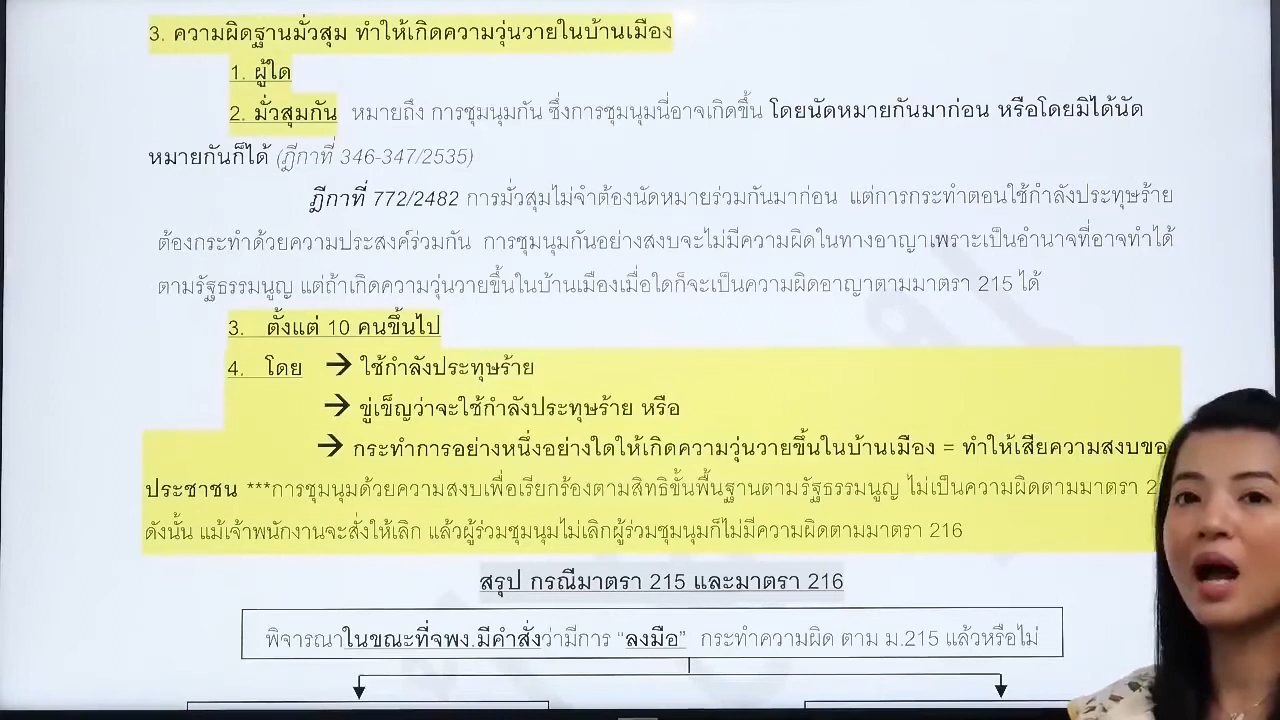 3. ความผิดฐานมั่วสุม ทำให้เกิดความวุ่นวายในบ้านเมือง
1. ผู้ใด
2. มั่วสุมกัน หมายถึง การชุมนุมกัน ซึ่งการชุมนุมนี่อาจเกิดขึ้น โดยนัดหมายกันมาก่อน หรือโดยมิได้นัด
หมายกันก็ได้ (ฎีกาที่ 346-347/2535)
ฎีกาที่ 772/2482 การมั่วสุมไม่จำต้องนัดหมายร่วมกันมาก่อน แต่การกระทำตอนใช้กำลังประทุษร้าย
ต้องกระทำด้วยความประสงค์ร่วมกัน การชุมนุมกันอย่างสงบจะไม่มีความผิดในทางอาญาเพราะเป็นอำนาจที่อาจทำได้
ตามรัฐธรรมนูญ แต่ถ้าเกิดความวุ่นวายขึ้นในบ้านเมืองเมื่อใดก็จะเป็นความผิดอาญาตามมาตรา 215 ได้
3. ตั้งแต่ 10 คนขึ้นไป
4. โดย → ใช้กำลังประทุษร้าย
→ ขู่เข็ญว่าจะใช้กำลังประทุษร้าย หรือ
→ กระทำการอย่างหนึ่งอย่างใดให้เกิดความวุ่นวายขึ้นในบ้านเมือง = ทำให้เสียความสงบขอ
ประชาชน ***การชุมนุมด้วยความสงบเพื่อเรียกร้องตามสิทธิขั้นพื้นฐานตามรัฐธรรมนูญ ไม่เป็นความผิดตามมาตรา
ดังนั้น แม้เจ้าพนักงานจะสั่งให้เลิก แล้วผู้ร่วมชุมนุมไม่เลิกผู้ร่วมชุมนุมก็ไม่มีความผิดตามมาตรา 216
สรุป กรณีมาตรา 215 และมาตรา 216
พิจารณาในขณะที่จพง.มีคำสั่งว่ามีการ “ลงมือ” กระทำความผิด ตาม ม.215 แล้วหรือไม่